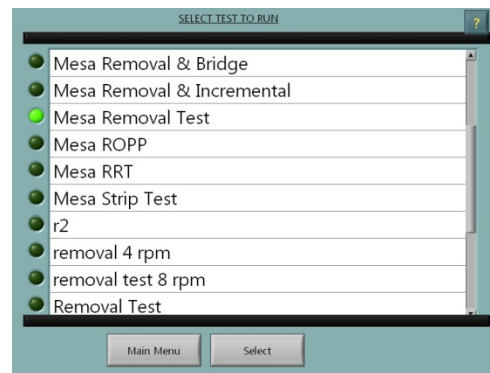 SELECT TEST TO RUN
?
Mesa Removal & Bridge
Mesa Removal & Incremental
Mesa Removal Test
Mesa ROPP
Mesa RRT
Mesa Strip Test
r2
removal 4 rpm
removal test 8 rpm
Removal Test
Main Menu
Select